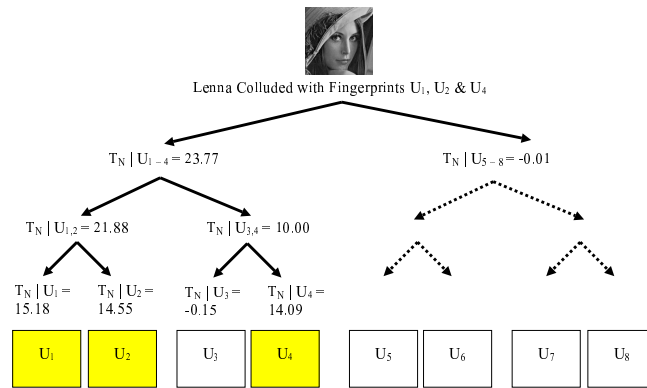 Lenna Colluded with Fingerprints U1, U2 & U4
TN | U1 – 4 = 23.77
TN | U5 – 8 = -0.01
TN | U1,2 = 21.88
TN | U3,4 = 10.00
TN | U1 =
15.18
TN | U2 =
14.55
TN | U3 =
-0.15
TN | U4 =
14.09
U1
U2
U3
U4
U5
U6
U7
U8